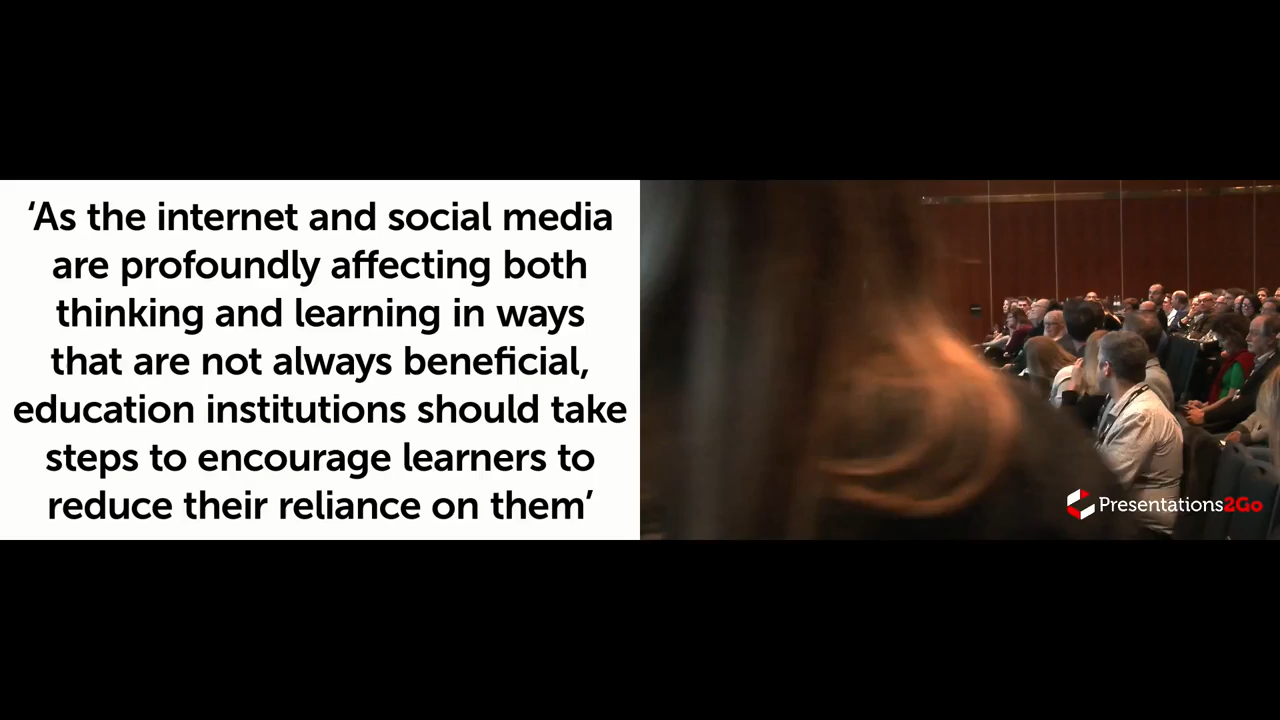 ‘As the internet and social media
are profoundly affecting both
thinking and learning in ways
that are not always beneficial,
education institutions should take
steps to encourage learners to
reduce their reliance on them’
Presentations2Go